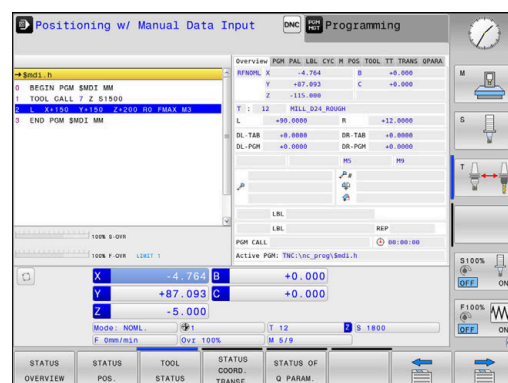 Positioning w/ Manual Data Input DNC Programming
Overview PGM PAL LBL CYC M POS TOOL TT TRANS QPARA
→$mdi.h
0 BEGIN PGM $MDI MM
1 TOOL CALL 7 Z S1500
2 L X+150 Y+150 Z+200 R0 FMAX M3
3 END PGM $MDI MM
RFNOML X -4.764 B +0.000
Y +87.093 C +0.000
Z -115.000
T : 12 MILL_D24_ROUGH
L +90.0000 R +12.0000
DL-TAB +0.0000 DR-TAB +0.0000
DL-PGM +0.0000 DR-PGM +0.0000
M5 M9
P
LBL
LBL REP
PGM CALL 00:00:00
Active PGM: TNC:\nc_prog\$mdi.h
100% S-OVR
100% F-OVR LIMIT 1
X -4.764 B +0.000
Y +87.093 C +0.000
Z -5.000
Mode: NOML. 1 T 12 Z S 1800
F 0mm/min Ovr 100% M 5/9
M
S
T
S100%
OFF ON
F100%
OFF ON
STATUS OVERVIEW
STATUS POS.
TOOL STATUS
STATUS COORD. TRANSF.
STATUS OF Q PARAM.